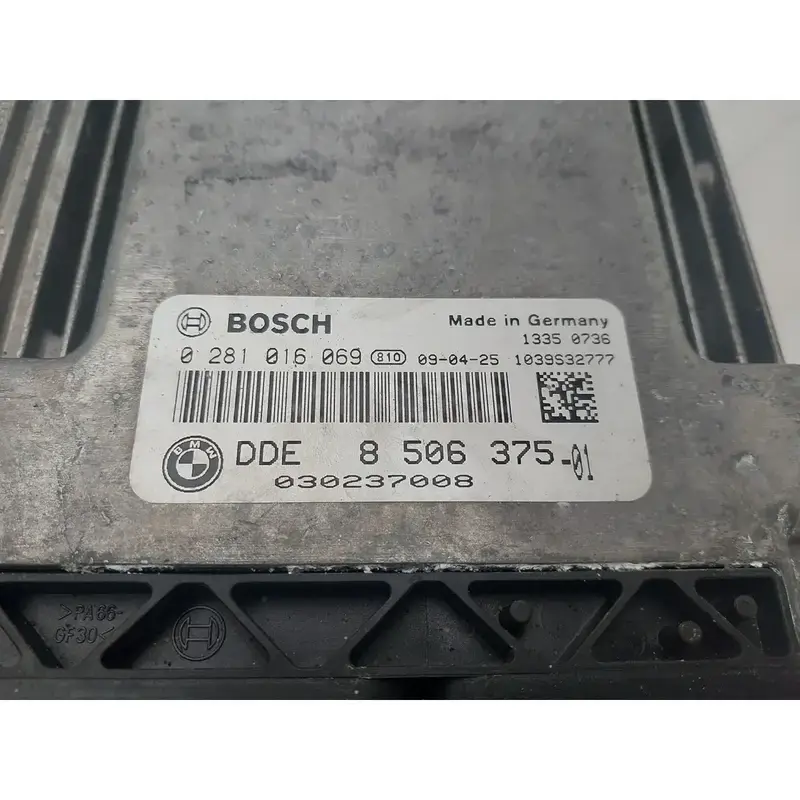 BOSCH Made in Germany
1335 0736
0 281 016 069 810 09-04-25 1039S32777
BMW DDE 8 506 375-01
030237008
>PA66-
GF30<